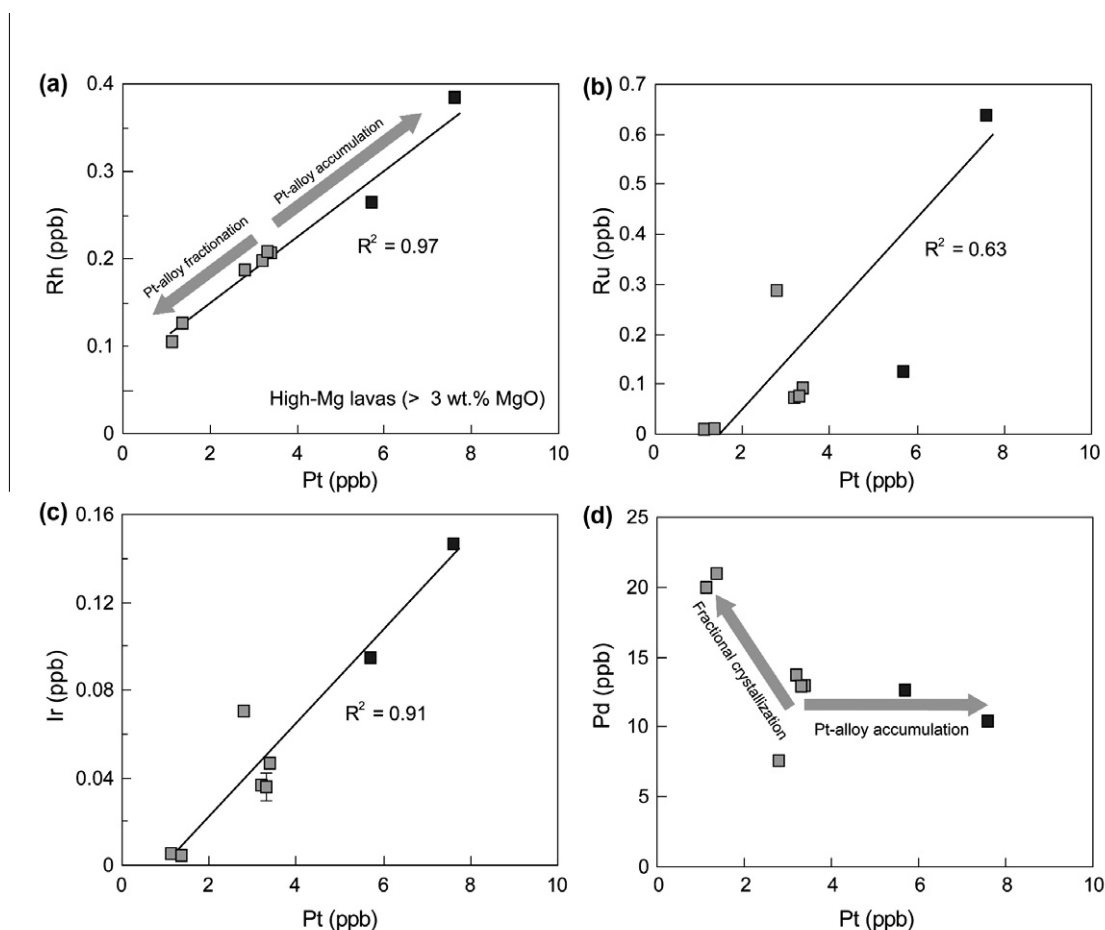 (a)
0.4
0.3
0.2
0.1
0
Rh (ppb)
Pt-alloy accumulation
Pt-alloy fractionation
R² = 0.97
High-Mg lavas (> 3 wt.% MgO)
0 2 4 6 8 10
Pt (ppb)
(b)
0.7
0.6
0.5
0.4
0.3
0.2
0.1
0
Ru (ppb)
R² = 0.63
0 2 4 6 8 10
Pt (ppb)
(c)
0.16
0.12
0.08
0.04
0
Ir (ppb)
R² = 0.91
0 2 4 6 8 10
Pt (ppb)
(d)
25
20
15
10
5
0
Pd (ppb)
Fractional crystallization
Pt-alloy accumulation
0 2 4 6 8 10
Pt (ppb)